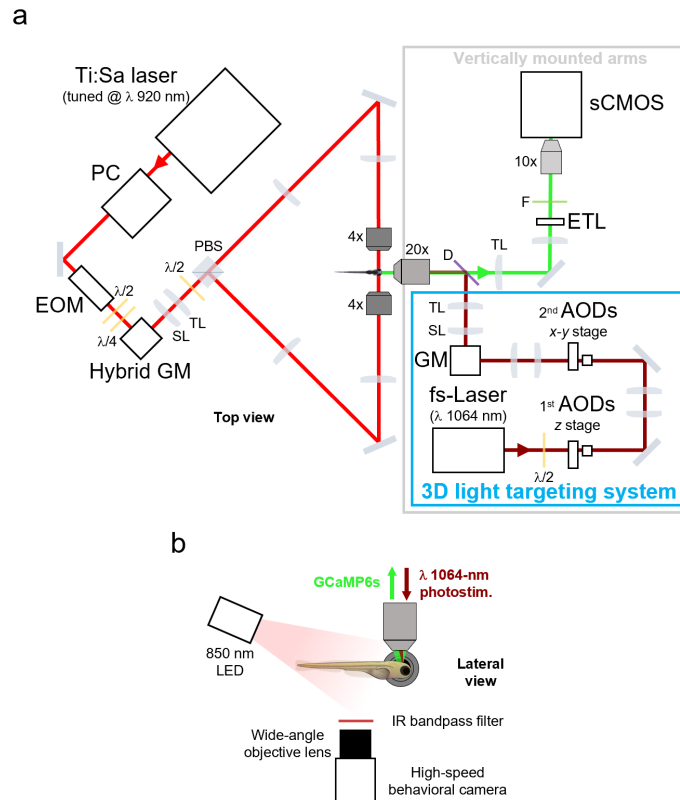 a
Vertically mounted arms
Ti:Sa laser
(tuned @ λ 920 nm)
sCMOS
PC
10x
F
ETL
PBS
4x
20x
D
TL
λ/2
EOM
λ/2
4x
TL
SL
λ/4
Hybrid GM
TL
SL
2nd AODs
x-y stage
GM
fs-Laser
(λ 1064 nm)
1st AODs
z stage
Top view
λ/2
3D light targeting system
b
GCaMP6s
λ 1064-nm
photostim.
850 nm
LED
Lateral
view
IR bandpass filter
Wide-angle
objective lens
High-speed
behavioral camera